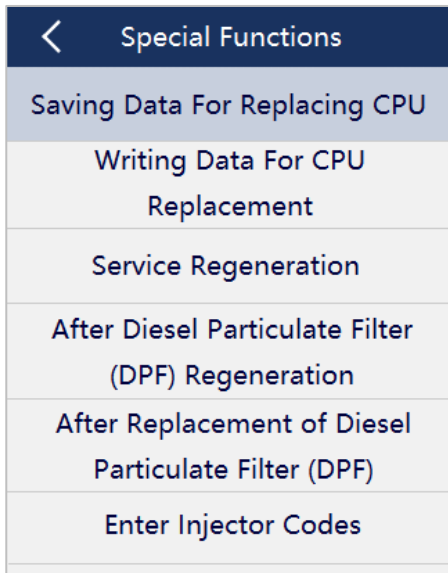 Special Functions
Saving Data For Replacing CPU
Writing Data For CPU
Replacement
Service Regeneration
After Diesel Particulate Filter
(DPF) Regeneration
After Replacement of Diesel
Particulate Filter (DPF)
Enter Injector Codes